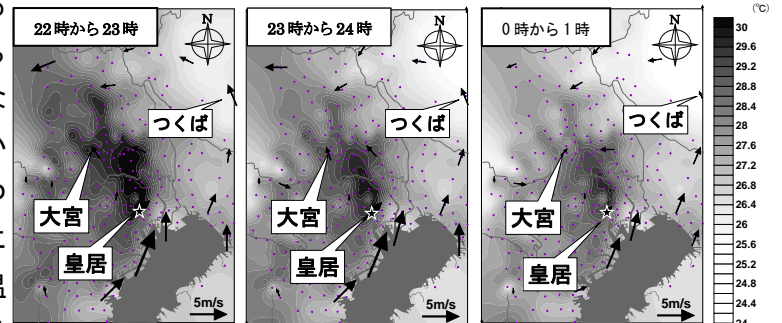 (℃)
22時から23時
N
つくば
大宮
皇居
5m/s
23時から24時
N
つくば
大宮
皇居
5m/s
0時から1時
N
つくば
大宮
皇居
5m/s
30
29.6
29.2
28.8
28.4
28
27.6
27.2
26.8
26.4
26
25.6
25.2
24.8
24.4